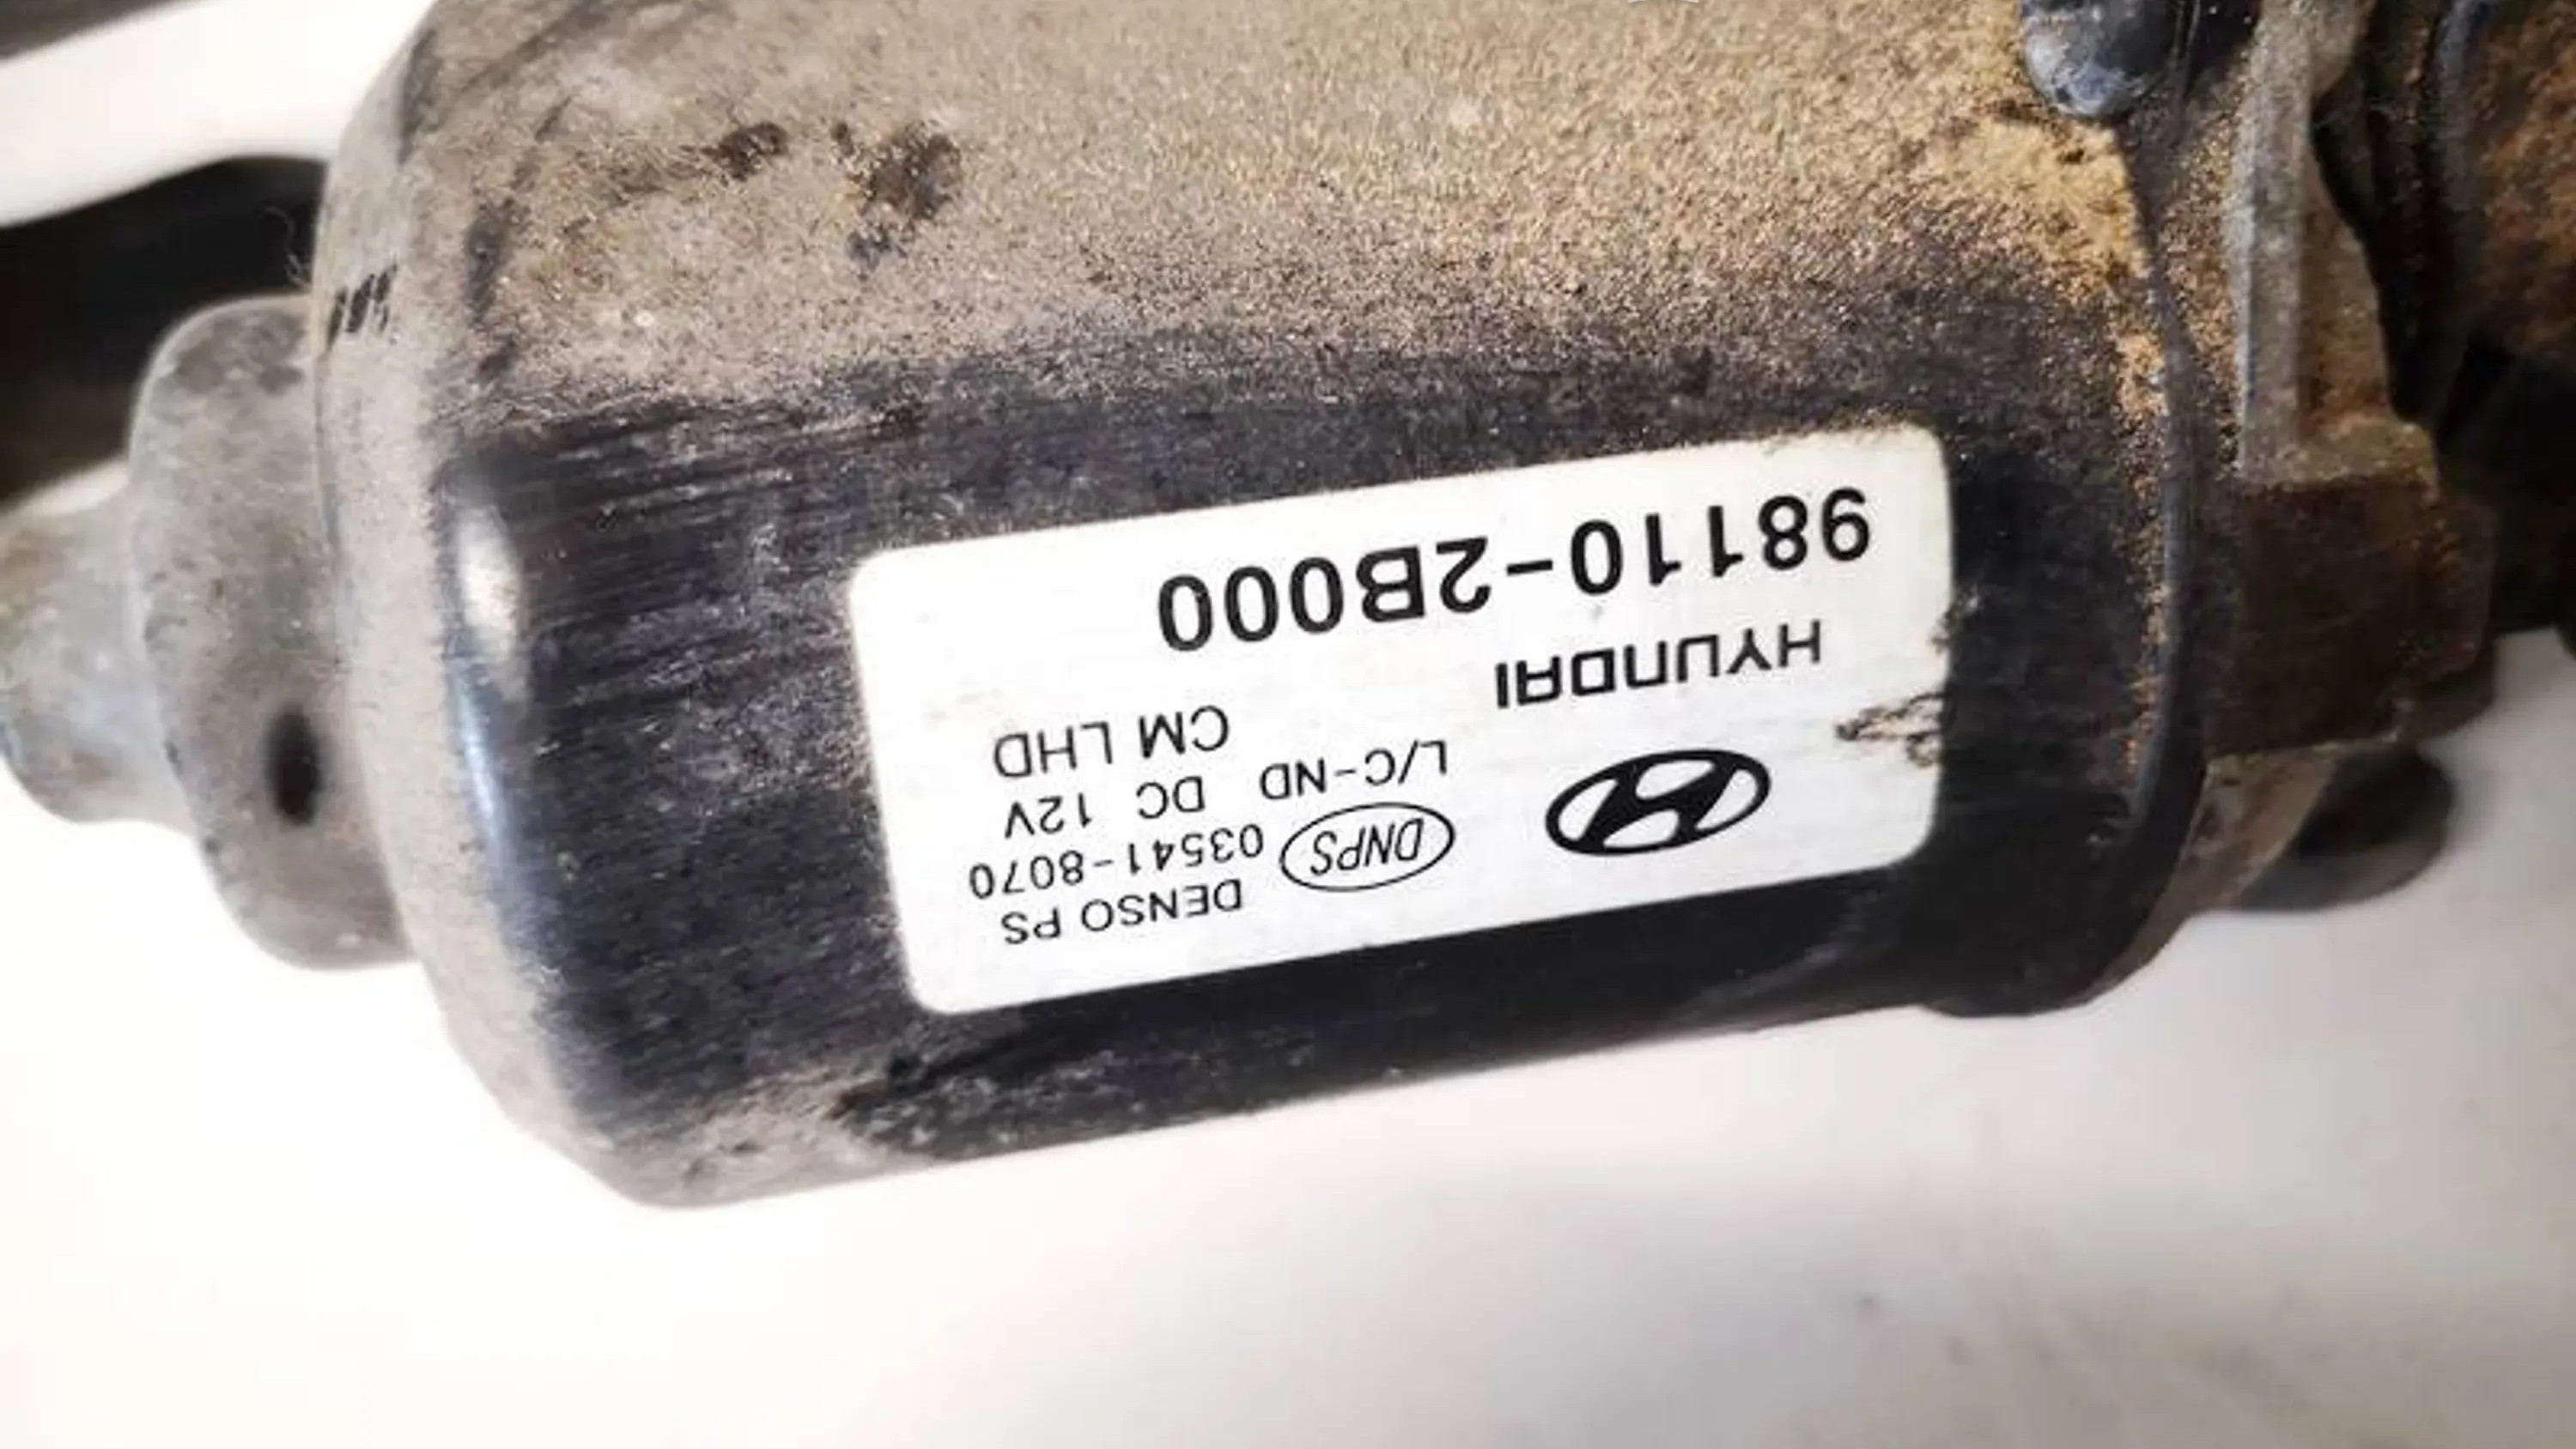 DENSO PS
DNPS 03541-8070
L/C-ND DC 12V
HYUNDAI CM LHD
98110-2B000